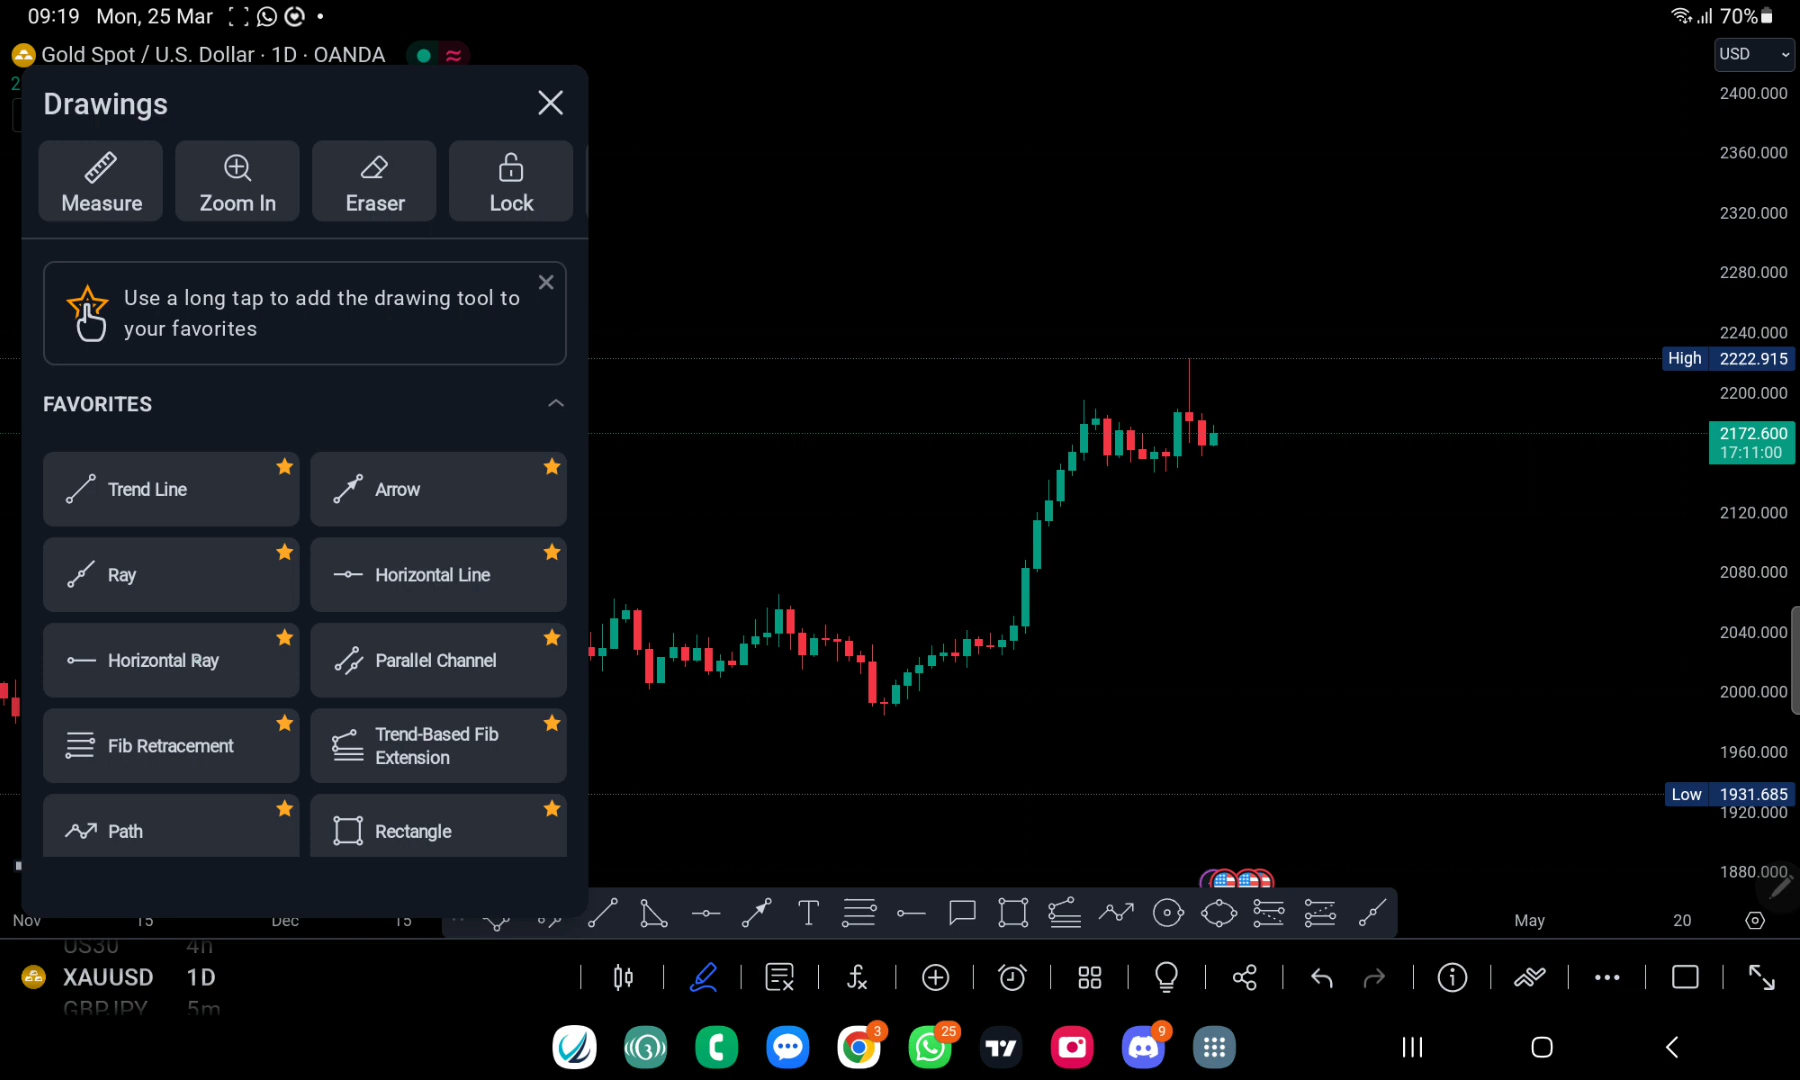 09:19 Mon, 25 Mar
70%
Gold Spot / U.S. Dollar · 1D · OANDA
USD
2
Drawings
Measure
Zoom In
Eraser
Lock
Use a long tap to add the drawing tool to
your favorites
FAVORITES
Trend Line
Arrow
Ray
Horizontal Line
Horizontal Ray
Parallel Channel
Fib Retracement
Trend-Based Fib
Extension
Path
Rectangle
2400.000
2360.000
2320.000
2280.000
2240.000
High 2222.915
2200.000
2172.600
17:11:00
2120.000
2080.000
2040.000
2000.000
1960.000
Low 1931.685
1920.000
1880.000
Nov 15 Dec 15 May 20
US30 4h
XAUUSD 1D
GBPJPY 5m
3
25
9